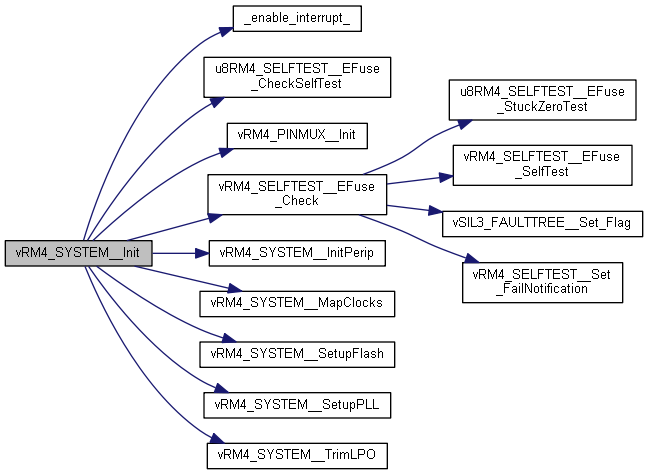 _enable_interrupt_
u8RM4_SELFTEST__EFuse
_CheckSelfTest
vRM4_PINMUX__Init
vRM4_SELFTEST__EFuse
_Check
vRM4_SYSTEM__Init
vRM4_SYSTEM__InitPerip
vRM4_SYSTEM__MapClocks
vRM4_SYSTEM__SetupFlash
vRM4_SYSTEM__SetupPLL
vRM4_SYSTEM__TrimLPO
u8RM4_SELFTEST__EFuse
_StuckZeroTest
vRM4_SELFTEST__EFuse
_SelfTest
vSIL3_FAULTTREE__Set_Flag
vRM4_SELFTEST__Set
_FailNotification